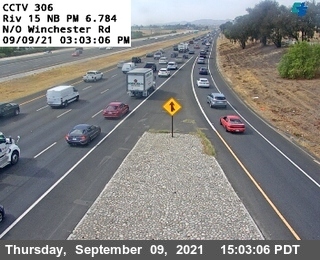 CCTV 306
Riv 15 NB PM 6.784
N/O Winchester Rd
09/09/21 03:03:06 PM
Thursday, September 09, 2021 15:03:06 PDT